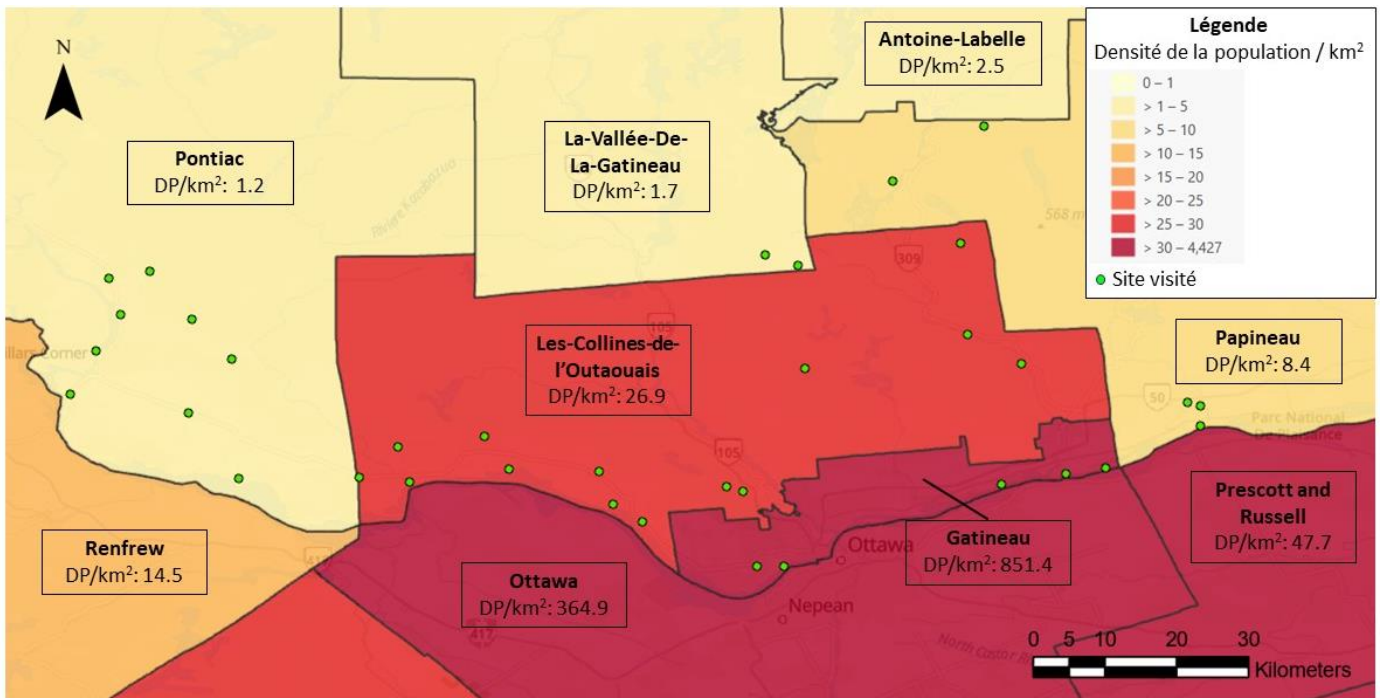 N
Antoine-Labelle
DP/km²: 2.5
Légende
Densité de la population / km²
0 – 1
> 1 – 5
> 5 – 10
> 10 – 15
> 15 – 20
> 20 – 25
> 25 – 30
> 30 – 4,427
Site visité
Pontiac
DP/km²: 1.2
La-Vallée-De-
La-Gatineau
DP/km²: 1.7
568 m
309
105
Les-Collines-de-
l'Outaouais
DP/km²: 26.9
Papineau
DP/km²: 8.4
50
Parc National
De Plaisance
105
Renfrew
DP/km²: 14.5
417
Ottawa
DP/km²: 364.9
417
Ottawa
Nepean
Gatineau
DP/km²: 851.4
Prescott and
Russell
DP/km²: 47.7
North Castor
0 5 10 20 30
Kilometers